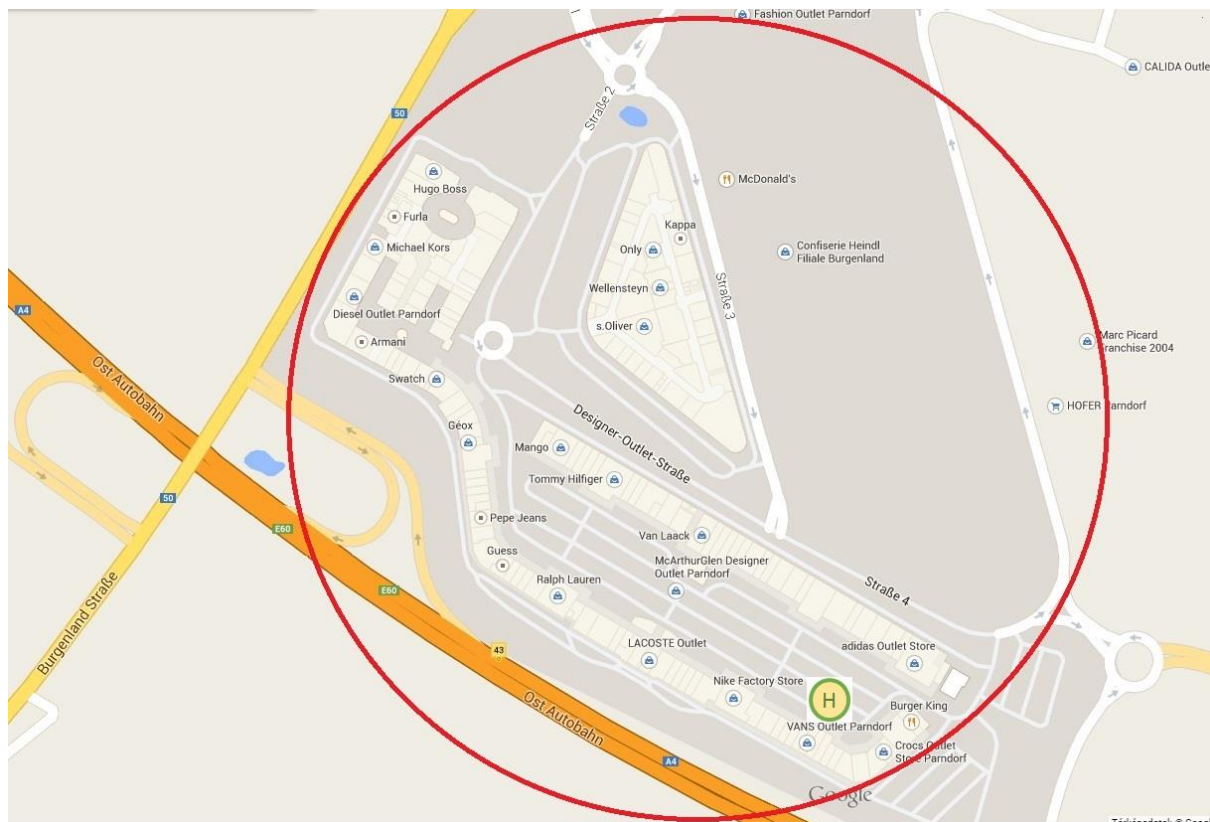 Fashion Outlet Parndorf
CALIDA Outle
Straße 2
50
Hugo Boss
McDonald's
Furla
Kappa
Michael Kors
Only
Confiserie Heindl
Filiale Burgenland
Wellensteyn
Straße 3
Diesel Outlet Parndorf
s.Oliver
A4
Armani
Marc Picard
Franchise 2004
Ost Autobahn
Swatch
HOFER Parndorf
Géox
Designer-Outlet-Straße
Mango
Tommy Hilfiger
50
Pepe Jeans
E60
Van Laack
Guess
McArthurGlen Designer
Outlet Parndorf
Ralph Lauren
E60
Straße 4
Burgenland Straße
43
LACOSTE Outlet
adidas Outlet Store
Nike Factory Store
H
Burger King
Ost Autobahn
VANS Outlet Parndorf
Crocs Outlet
Store Parndorf
A4
Google